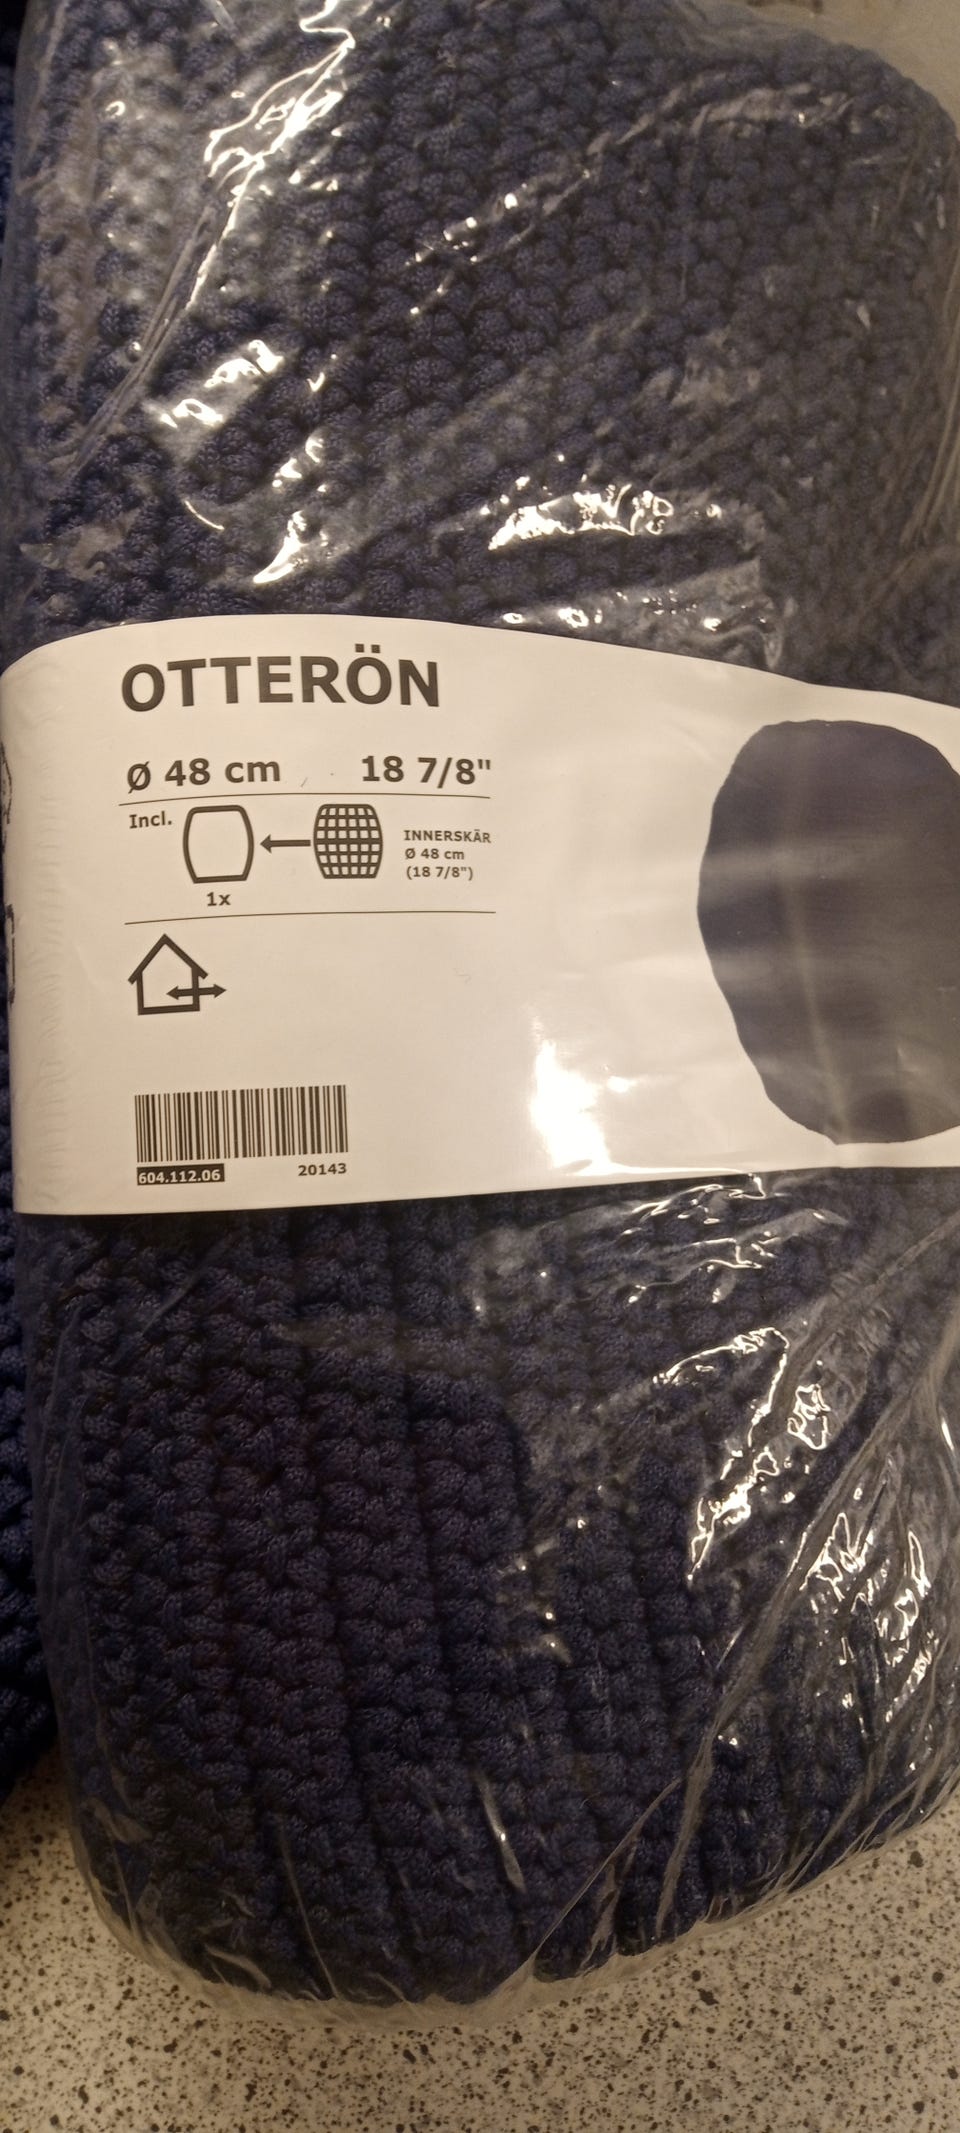 OTTERÖN
Ø 48 cm 18 7/8"
Incl.
INNERSKÄR
Ø 48 cm
(18 7/8")
1x
604.112.06 20143